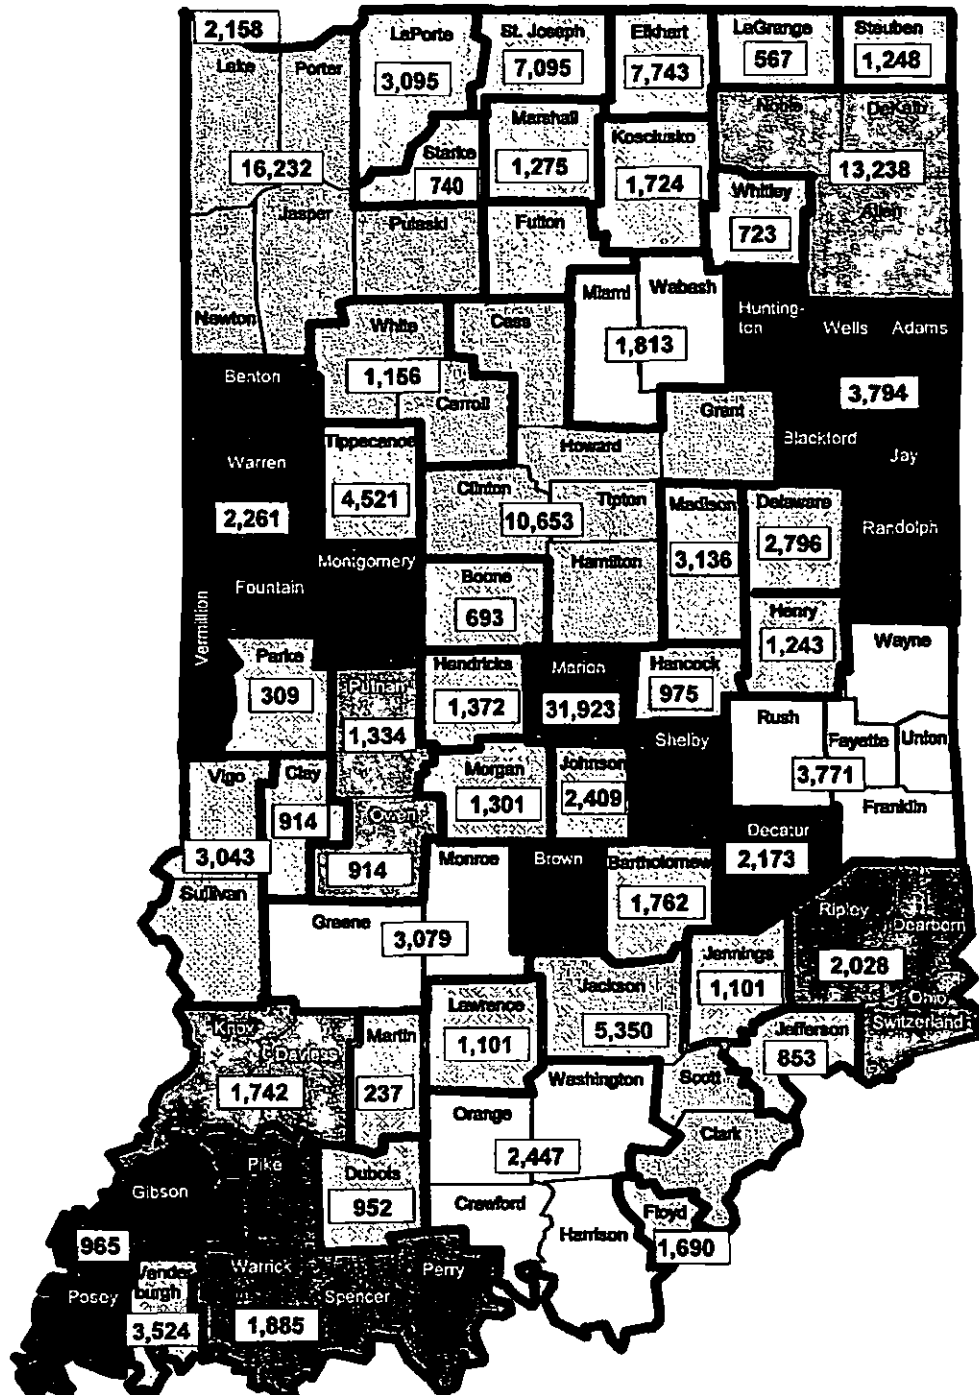 2,158
LaPorte
3,095
St. Joseph
7,095
Elkhart
7,743
LaGrange
567
Steuben
1,248
Lake
Porter
16,232
Jasper
Newton
Starke
740
Marshall
1,275
Kosciusko
1,724
Noble
DeKalb
13,238
Allen
Whitley
723
Pulaski
Fulton
Miami
Wabash
1,813
Hunting-
ton
Wells
Adams
3,794
Blackford
Jay
Randolph
White
1,156
Carroll
Cass
Grant
Howard
Benton
Warren
2,261
Fountain
Vermillion
Montgomery
Tippecanoe
4,521
Clinton
Tipton
10,653
Hamilton
Madison
3,136
Delaware
2,796
Boone
693
Henry
1,243
Wayne
Parke
309
Putnam
1,334
Hendricks
1,372
Marion
31,923
Hancock
975
Rush
Fayette
Union
3,771
Franklin
Shelby
Vigo
Clay
914
3,043
Sullivan
Owen
914
Morgan
1,301
Johnson
2,409
Monroe
Brown
Bartholomew
1,762
Decatur
2,173
Greene
3,079
Ripley
Dearborn
2,028
Ohio
Switzerland
Jennings
1,101
Jackson
5,350
Lawrence
1,101
Jefferson
853
Knox
Daviess
1,742
Martin
237
Washington
Orange
2,447
Crawford
Harrison
Scott
Clark
Floyd
1,690
Dubois
952
Pike
Gibson
965
Posey
Vander-
burgh
3,524
Warrick
Spencer
Perry
1,885